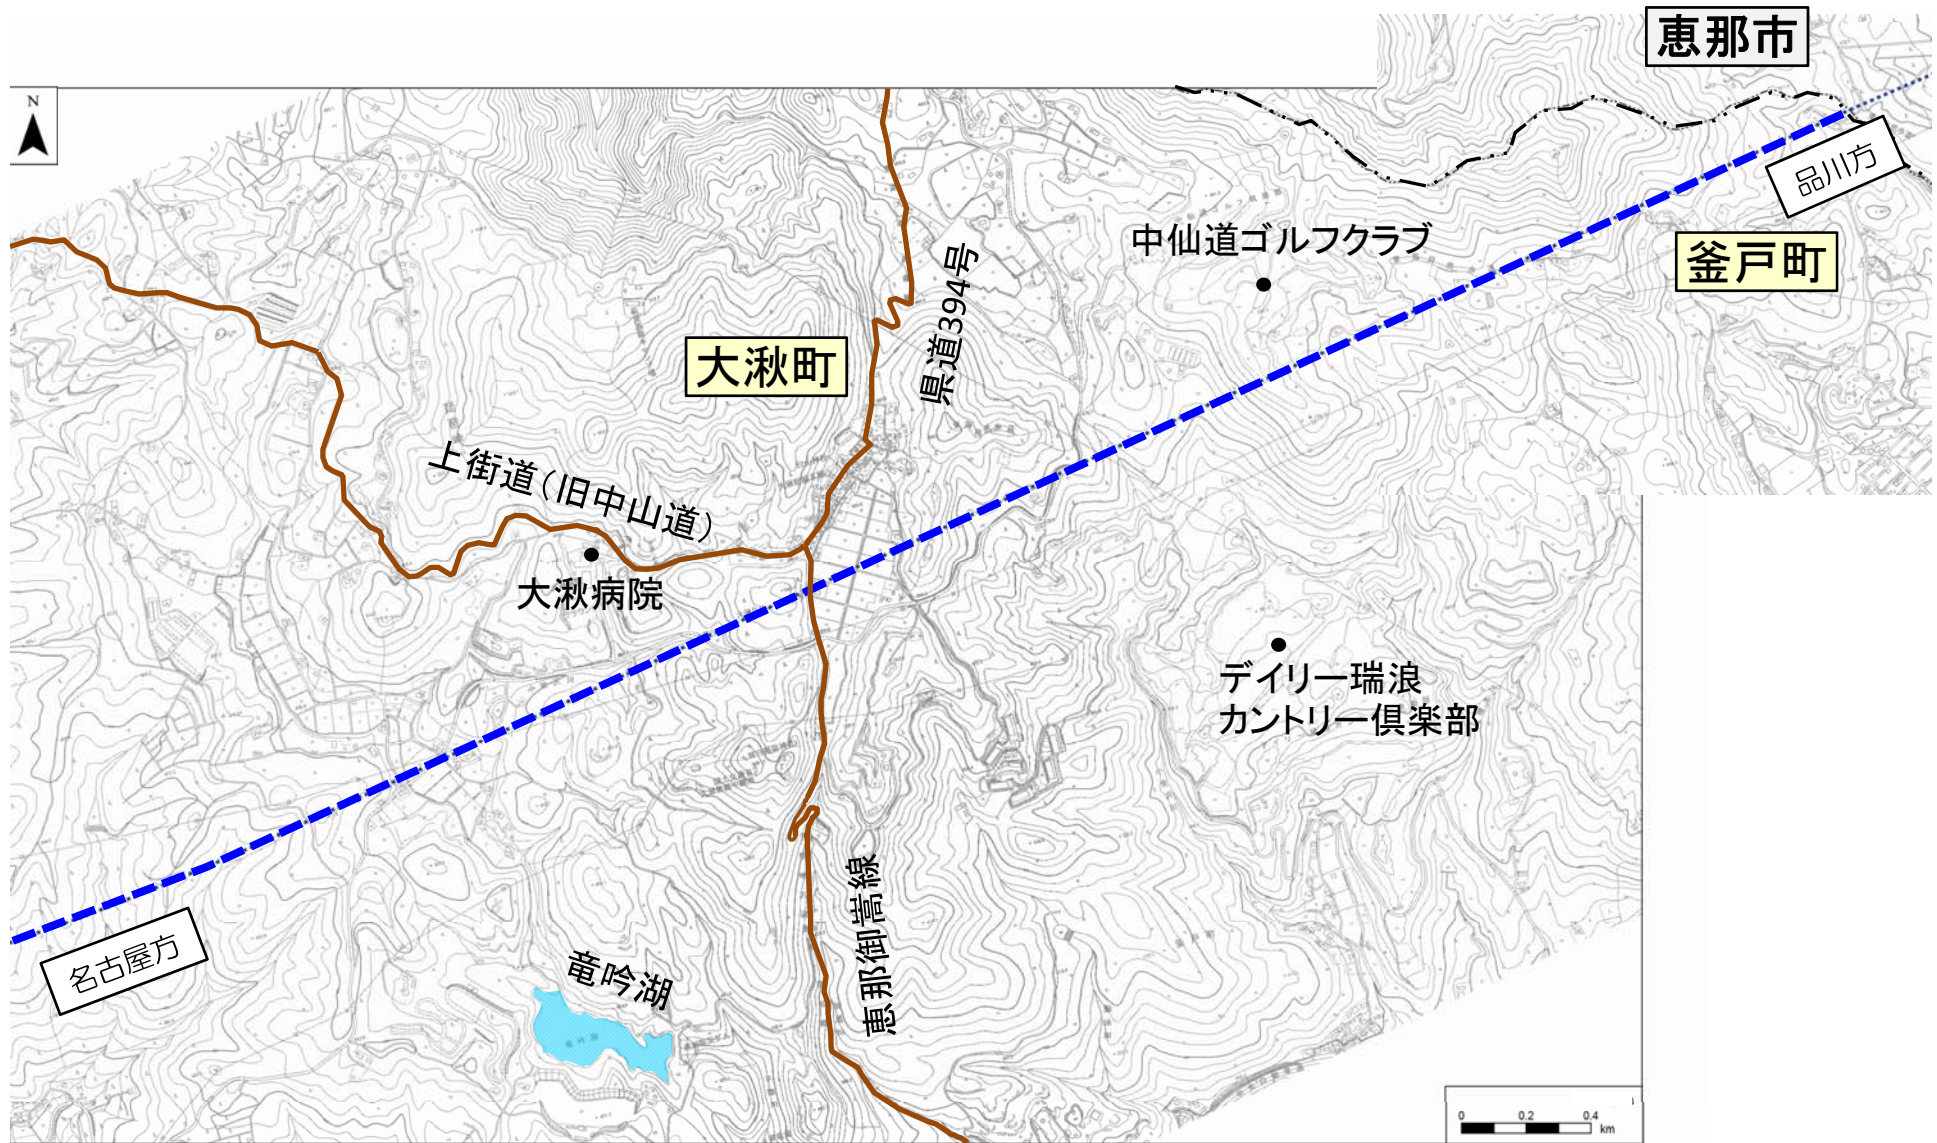 恵那市
N
品川方
中仙道ゴルフクラブ
釜戸町
県道394号
大湫町
上街道(旧中山道)
大湫病院
デイリー瑞浪
カントリー倶楽部
恵那御嵩線
名古屋方
竜吟湖
0 0.2 0.4
km